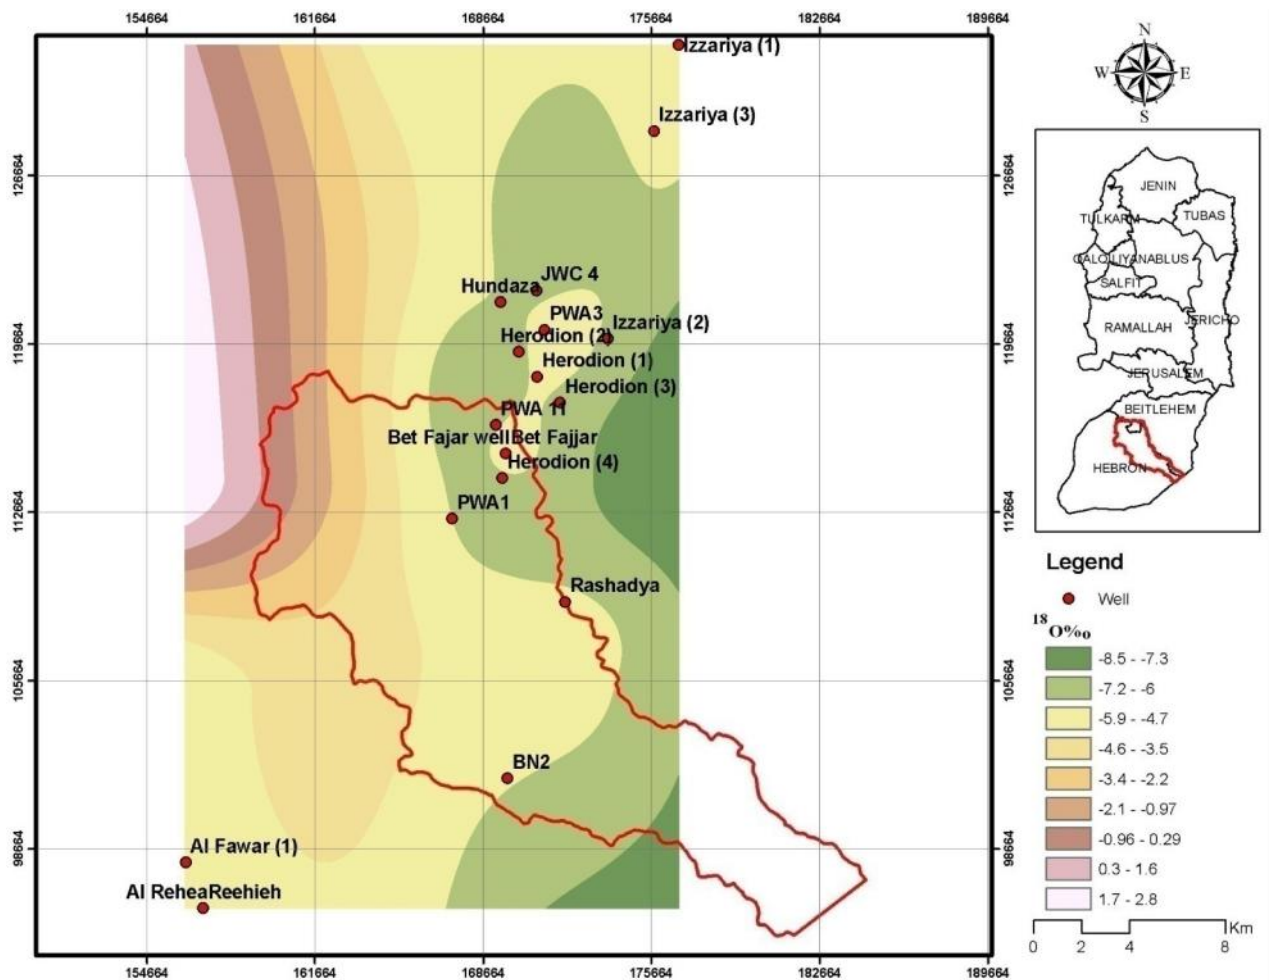 154664 161664 168664 175664 182664 189664
N
W E
S
Izzariya (1)
Izzariya (3)
126664 126664
JWC 4
Hundaza
PWA3
Izzariya (2)
Herodion (2)
119664 119664
Herodion (1)
Herodion (3)
PWA 11
Bet Fajar well Bet Fajjar
Herodion (4)
PWA1
112664 112664
Rashadya
105664 105664
BN2
98664 98664
Al Fawar (1)
Al ReheaReehieh
154664 161664 168664 175664 182664 189664
JENIN
TULKARM
TUBAS
QALQILIYANABLUS
SALFIT
RAMALLAH
JERICHO
JERUSALEM
BEITLEHEM
HEBRON
Legend
Well
18O‰
-8.5 - -7.3
-7.2 - -6
-5.9 - -4.7
-4.6 - -3.5
-3.4 - -2.2
-2.1 - -0.97
-0.96 - 0.29
0.3 - 1.6
1.7 - 2.8
Km
0 2 4 8